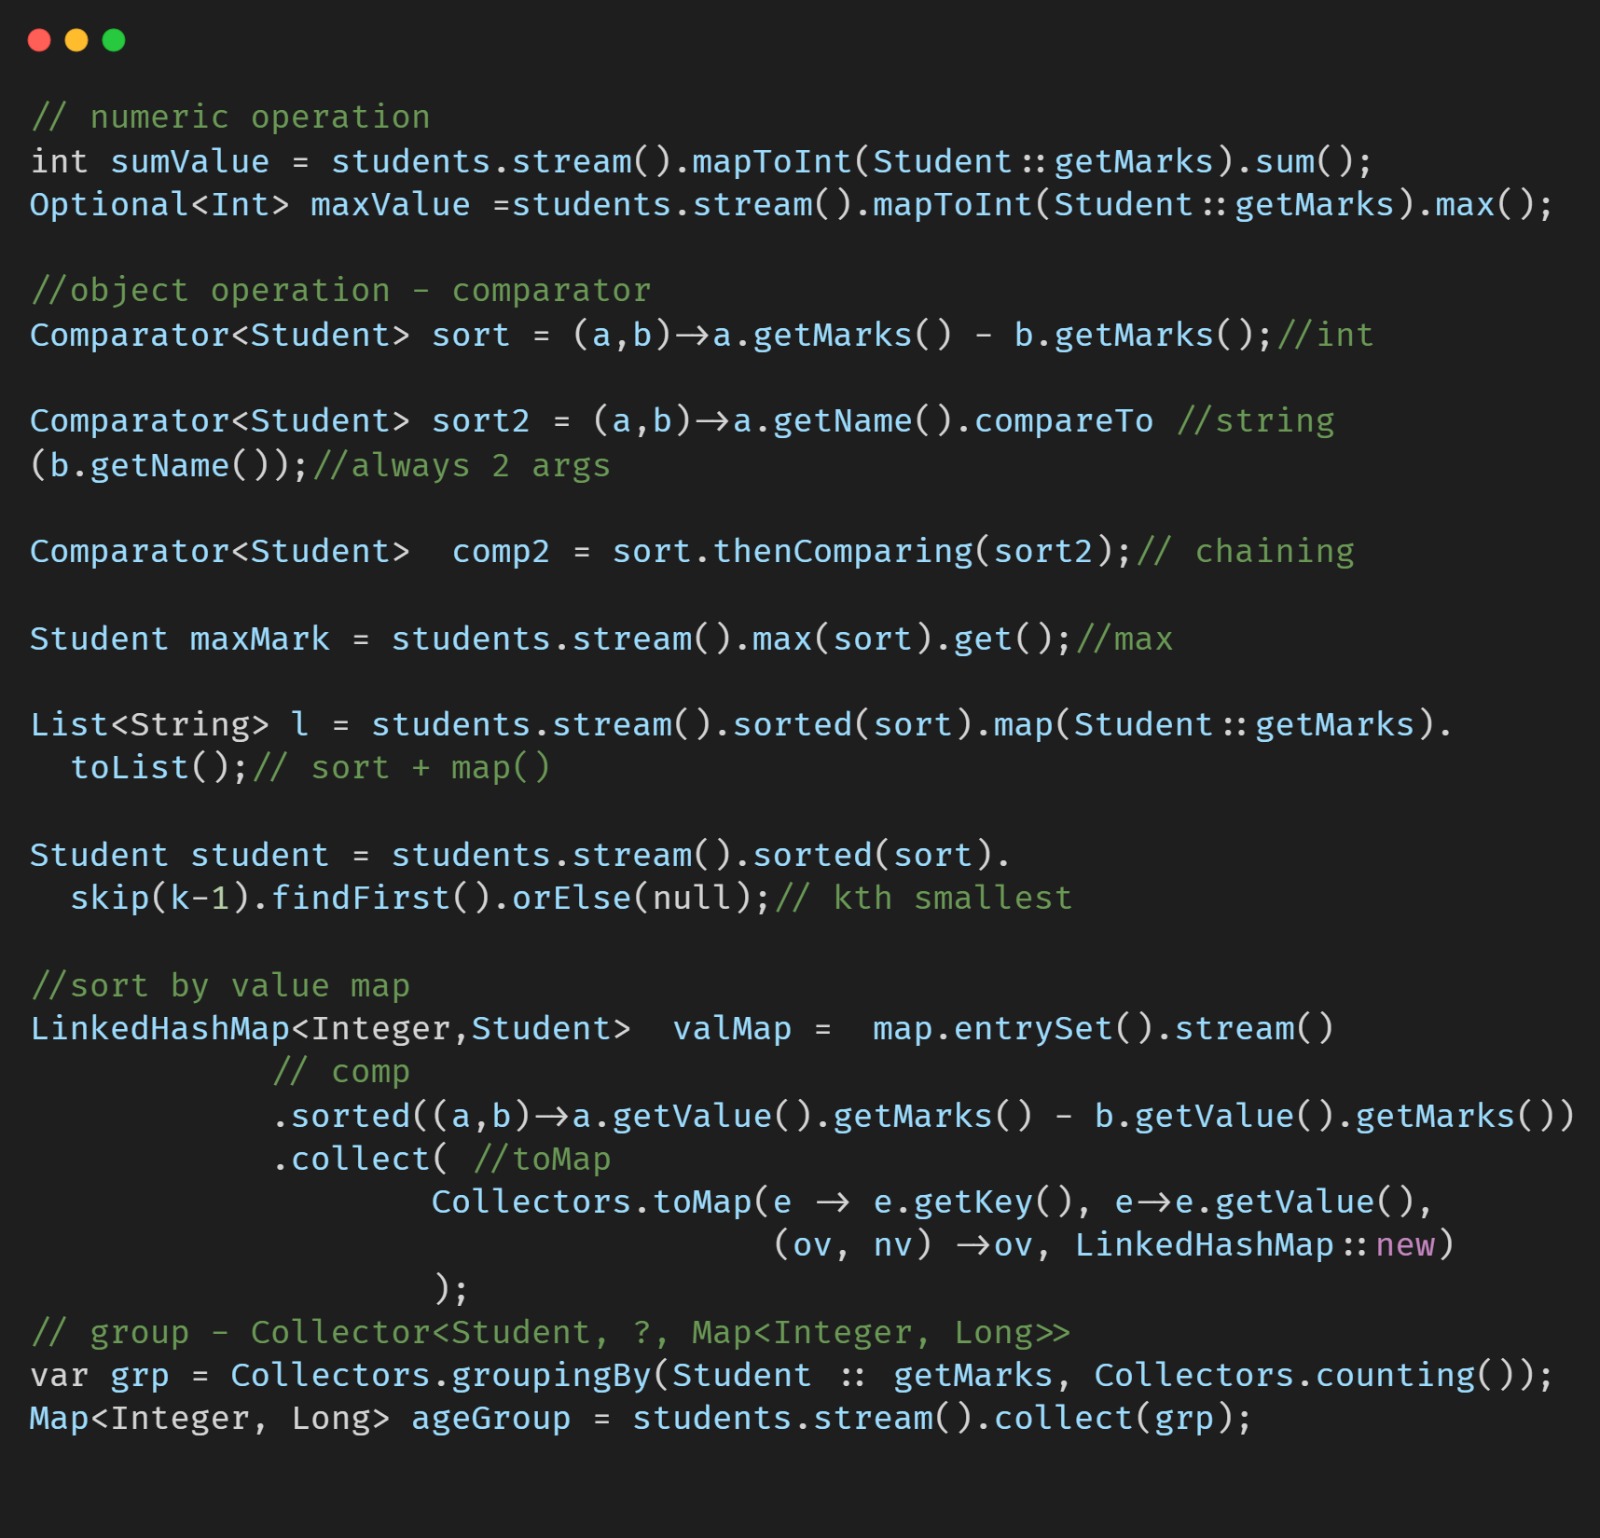 // numeric operation
int sumValue = students.stream().mapToInt(Student::getMarks).sum();
Optional<Int> maxValue =students.stream().mapToInt(Student::getMarks).max();
//object operation - comparator
Comparator<Student> sort = (a,b)->a.getMarks() - b.getMarks();//int
Comparator<Student> sort2 = (a,b)->a.getName().compareTo //string
(b.getName());//always 2 args
Comparator<Student>  comp2 = sort.thenComparing(sort2);// chaining
Student maxMark = students.stream().max(sort).get();//max
List<String> l = students.stream().sorted(sort).map(Student::getMarks).
  toList();// sort + map()
Student student = students.stream().sorted(sort).
  skip(k-1).findFirst().orElse(null);// kth smallest
//sort by value map
LinkedHashMap<Integer,Student>  valMap =  map.entrySet().stream()
            // comp
            .sorted((a,b)->a.getValue().getMarks() - b.getValue().getMarks())
            .collect( //toMap
                    Collectors.toMap(e -> e.getKey(), e->e.getValue(),
                                     (ov, nv) ->ov, LinkedHashMap::new)
                    );
// group - Collector<Student, ?, Map<Integer, Long>>
var grp = Collectors.groupingBy(Student :: getMarks, Collectors.counting());
Map<Integer, Long> ageGroup = students.stream().collect(grp);